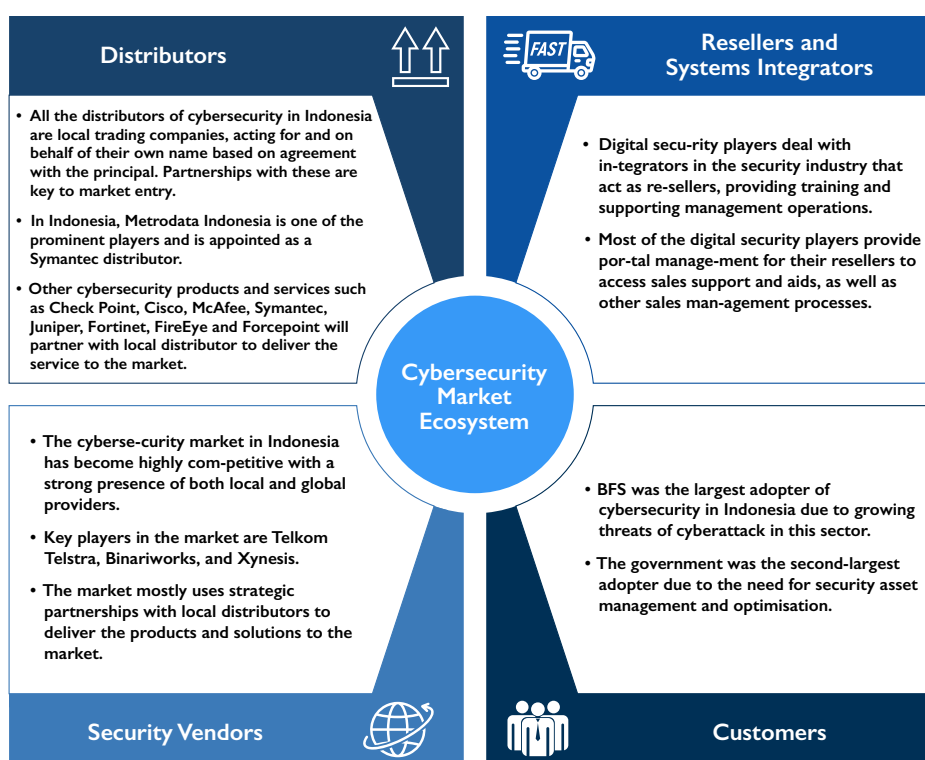 Distributors
• All the distributors of cybersecurity in Indonesia
are local trading companies, acting for and on
behalf of their own name based on agreement
with the principal. Partnerships with these are
key to market entry.
• In Indonesia, Metrodata Indonesia is one of the
prominent players and is appointed as a
Symantec distributor.
• Other cybersecurity products and services such
as Check Point, Cisco, McAfee, Symantec,
Juniper, Fortinet, FireEye and Forcepoint will
partner with local distributor to deliver the
service to the market.
FAST
Resellers and
Systems Integrators
• Digital secu-rity players deal with
in-tegrators in the security industry that
act as re-sellers, providing training and
supporting management operations.
• Most of the digital security players provide
por-tal manage-ment for their resellers to
access sales support and aids, as well as
other sales man-agement processes.
Cybersecurity
Market
Ecosystem
• The cyberse-curity market in Indonesia
has become highly com-petitive with a
strong presence of both local and global
providers.
• Key players in the market are Telkom
Telstra, Binariworks, and Xynesis.
• The market mostly uses strategic
partnerships with local distributors to
deliver the products and solutions to the
market.
Security Vendors
• BFS was the largest adopter of
cybersecurity in Indonesia due to growing
threats of cyberattack in this sector.
• The government was the second-largest
adopter due to the need for security asset
management and optimisation.
Customers